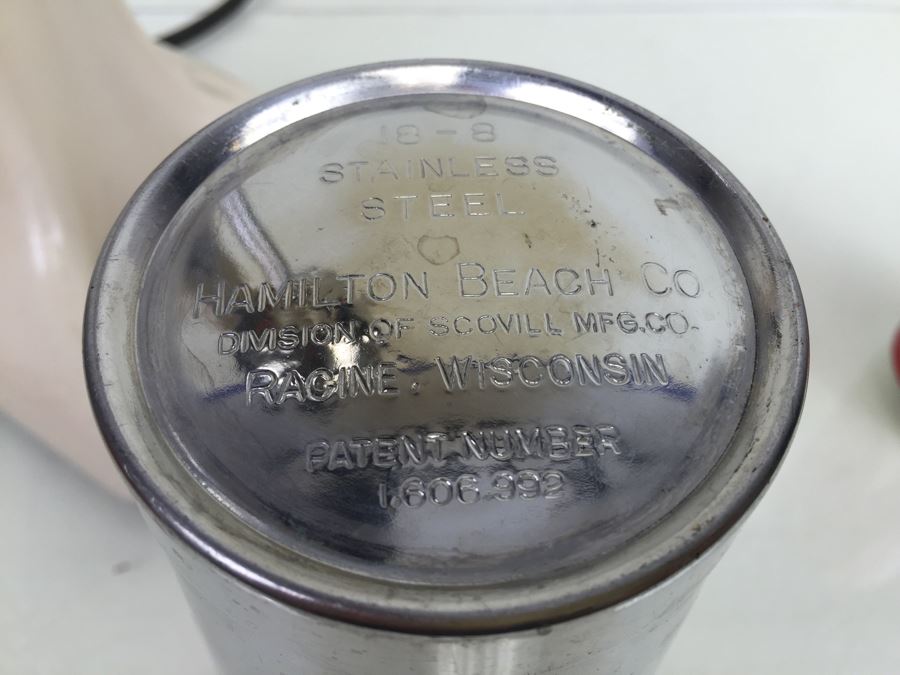 18-8
STAINLESS
STEEL
HAMILTON BEACH CO
DIVISION OF SCOVILL MFG.CO.
RACINE. WISCONSIN
PATENT NUMBER
1,606,992